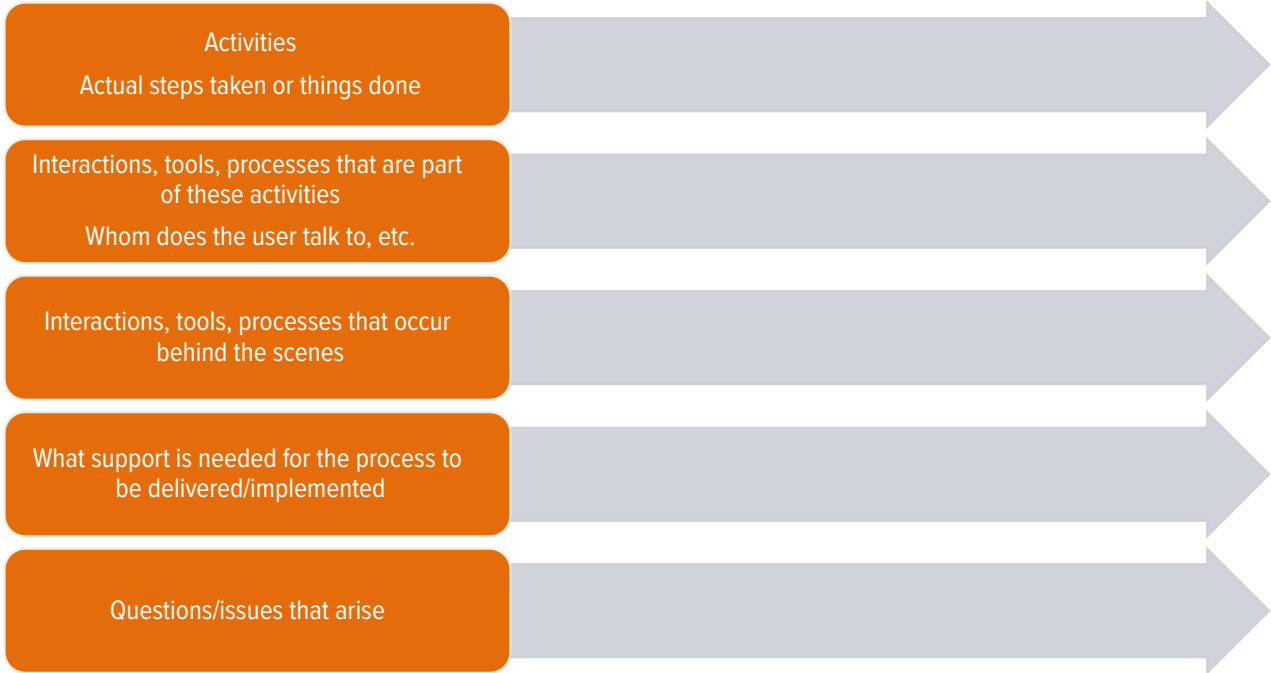 Activities
Actual steps taken or things done
Interactions, tools, processes that are part
of these activities
Whom does the user talk to, etc.
Interactions, tools, processes that occur
behind the scenes
What support is needed for the process to
be delivered/implemented
Questions/issues that arise